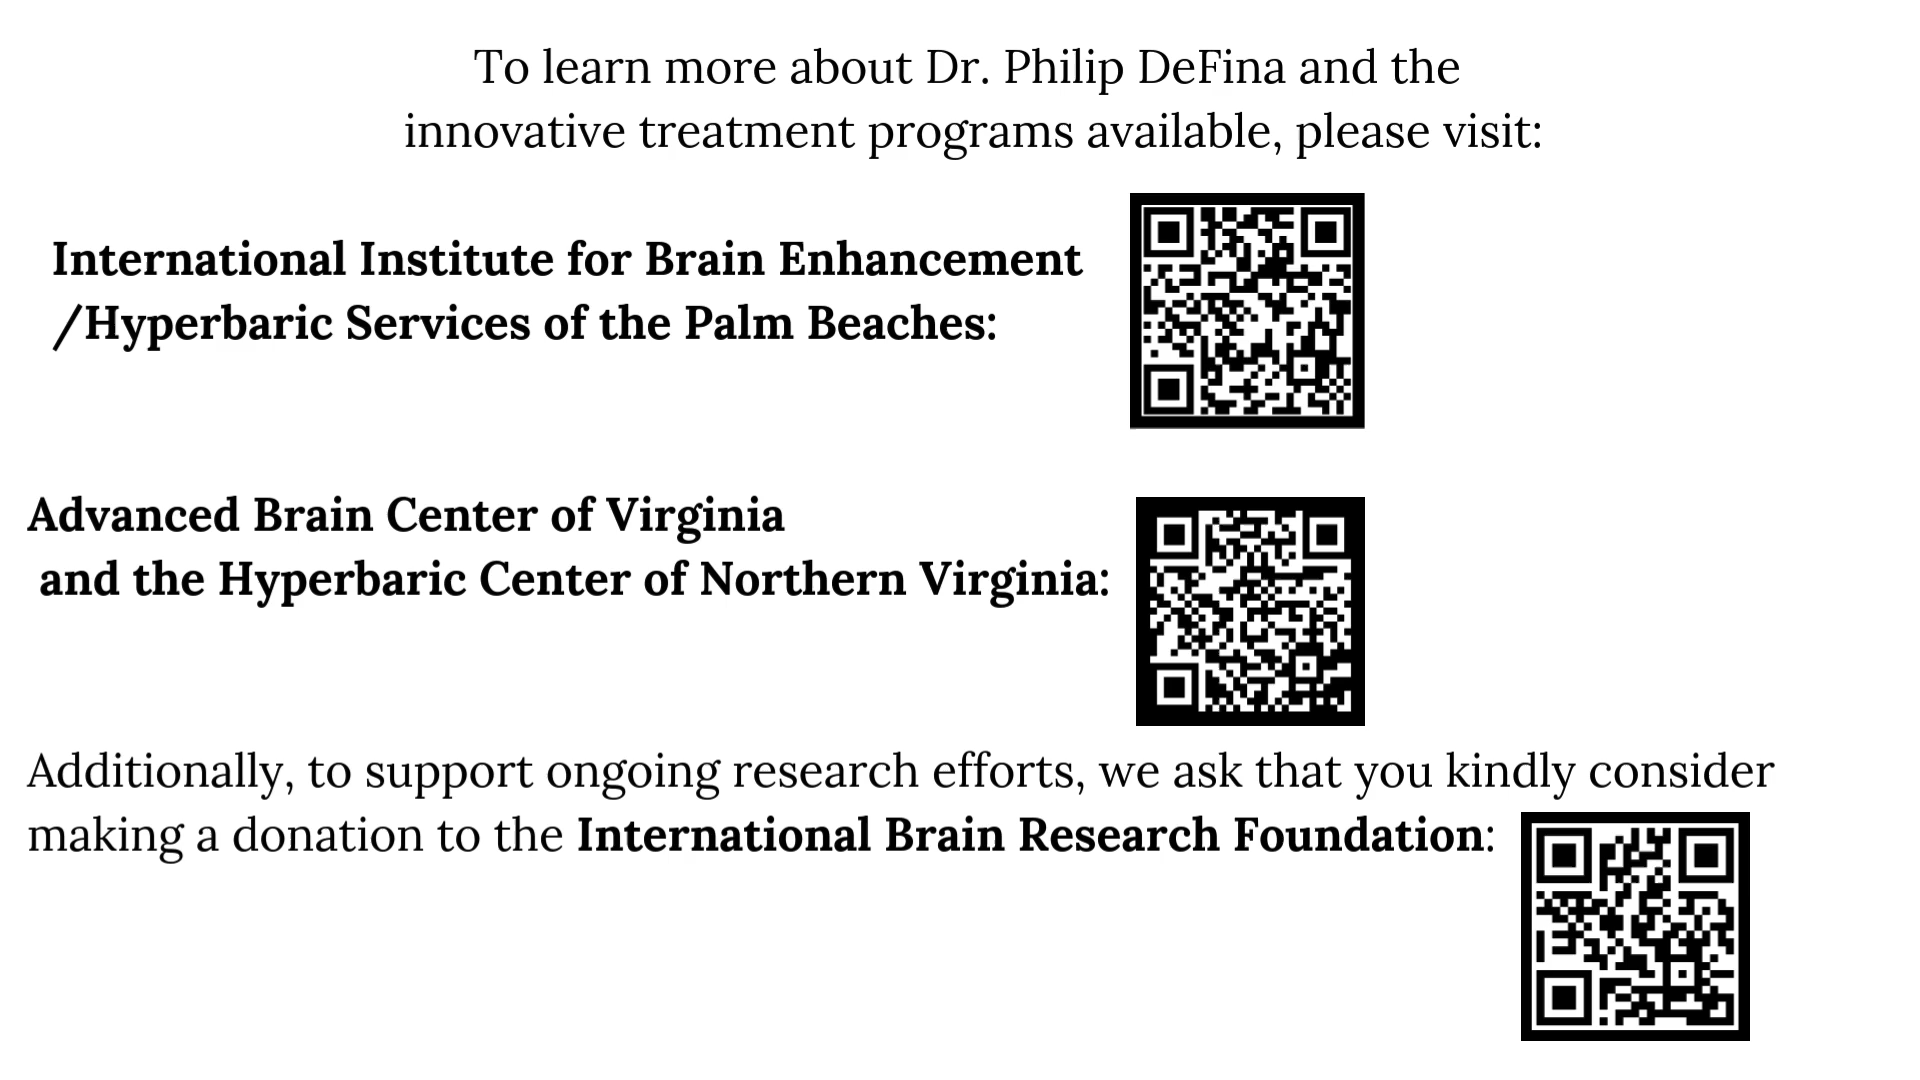 To learn more about Dr. Philip DeFina and the
innovative treatment programs available, please visit:
International Institute for Brain Enhancement
/Hyperbaric Services of the Palm Beaches:
Advanced Brain Center of Virginia
and the Hyperbaric Center of Northern Virginia:
Additionally, to support ongoing research efforts, we ask that you kindly consider
making a donation to the International Brain Research Foundation: